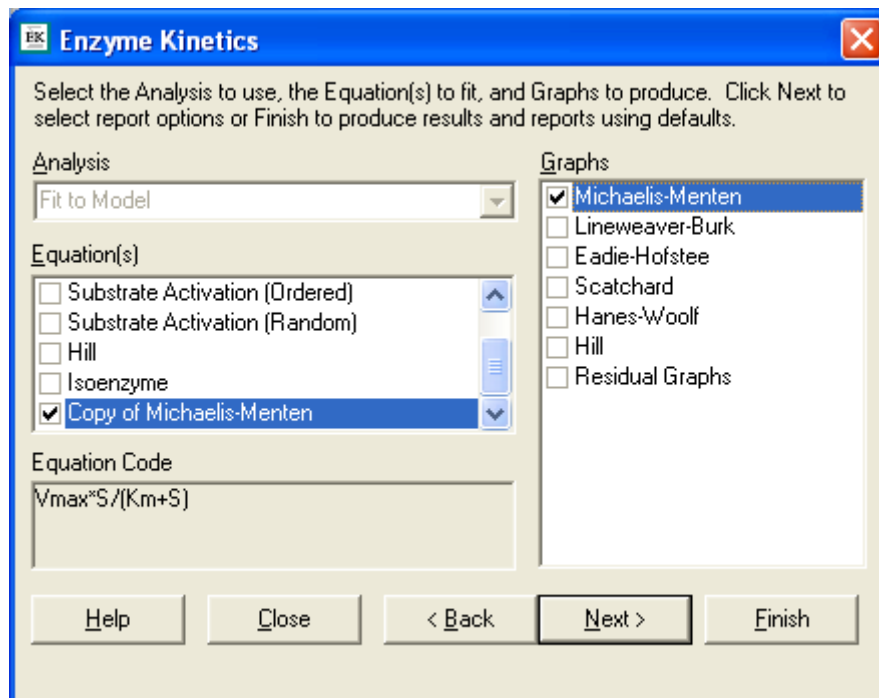 EK Enzyme Kinetics
Select the Analysis to use, the Equation(s) to fit, and Graphs to produce. Click Next to
select report options or Finish to produce results and reports using defaults.
Analysis
Fit to Model
Equation(s)
Substrate Activation (Ordered)
Substrate Activation (Random)
Hill
Isoenzyme
Copy of Michaelis-Menten
Equation Code
Vmax*S/(Km+S)
Graphs
Michaelis-Menten
Lineweaver-Burk
Eadie-Hofstee
Scatchard
Hanes-Woolf
Hill
Residual Graphs
Help
Close
< Back
Next >
Finish